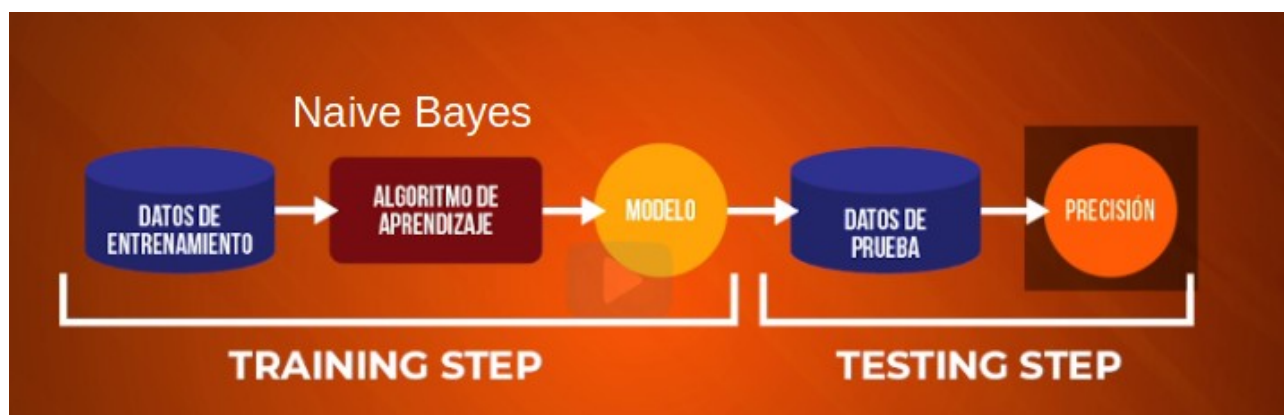 Naive Bayes
DATOS DE
ENTRENAMIENTO
ALGORITMO DE
APRENDIZAJE
MODELO
DATOS DE
PRUEBA
PRECISIÓN
TRAINING STEP
TESTING STEP